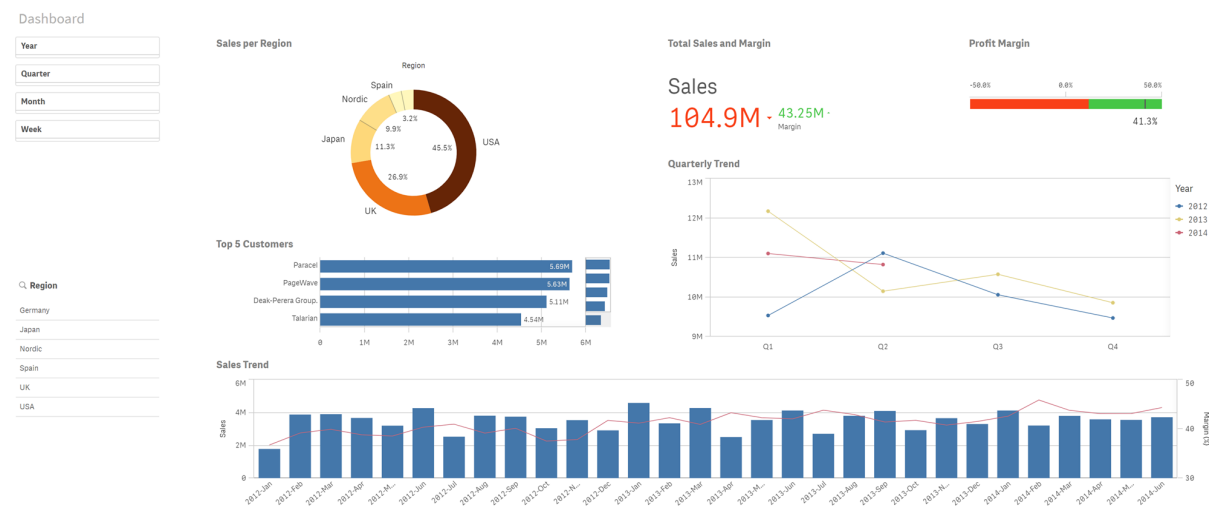 Dashboard
Year
Quarter
Month
Week
Region
Germany
Japan
Nordic
Spain
UK
USA
Sales per Region
Region
Spain
Nordic
Japan
UK
USA
3.2%
9.9%
11.3%
26.9%
45.5%
Total Sales and Margin
Sales
104.9M
43.25M
Margin
Profit Margin
-50.0% 0.0% 50.0%
41.3%
Top 5 Customers
Paracel 5.69M
PageWave 5.63M
Deak-Perera Group. 5.11M
Talarian 4.54M
0 1M 2M 3M 4M 5M 6M
Quarterly Trend
Sales
13M
12M
11M
10M
9M
Q1 Q2 Q3 Q4
Year
2012
2013
2014
Sales Trend
Sales
6M
4M
2M
0
50
40
30
Margin (%)
2012-Jan 2012-Feb 2012-Mar 2012-Apr 2012-M... 2012-Jun 2012-Jul 2012-Aug 2012-Sep 2012-Oct 2012-N... 2012-Dec 2013-Jan 2013-Feb 2013-Mar 2013-Apr 2013-M... 2013-Jun 2013-Jul 2013-Aug 2013-Sep 2013-Oct 2013-N... 2013-Dec 2014-Jan 2014-Feb 2014-Mar 2014-Apr 2014-M... 2014-Jun